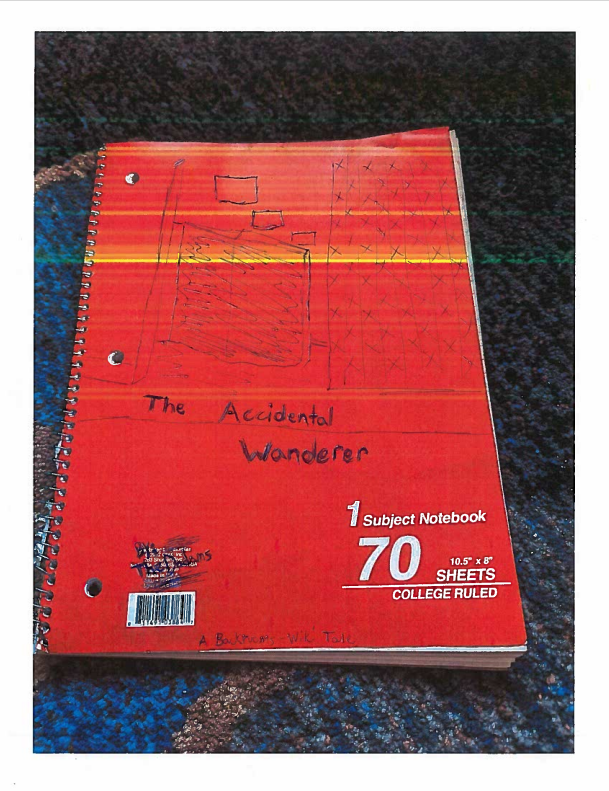 The Accidental
Wanderer
1 Subject Notebook
70
10.5" x 8"
SHEETS
COLLEGE RULED
A